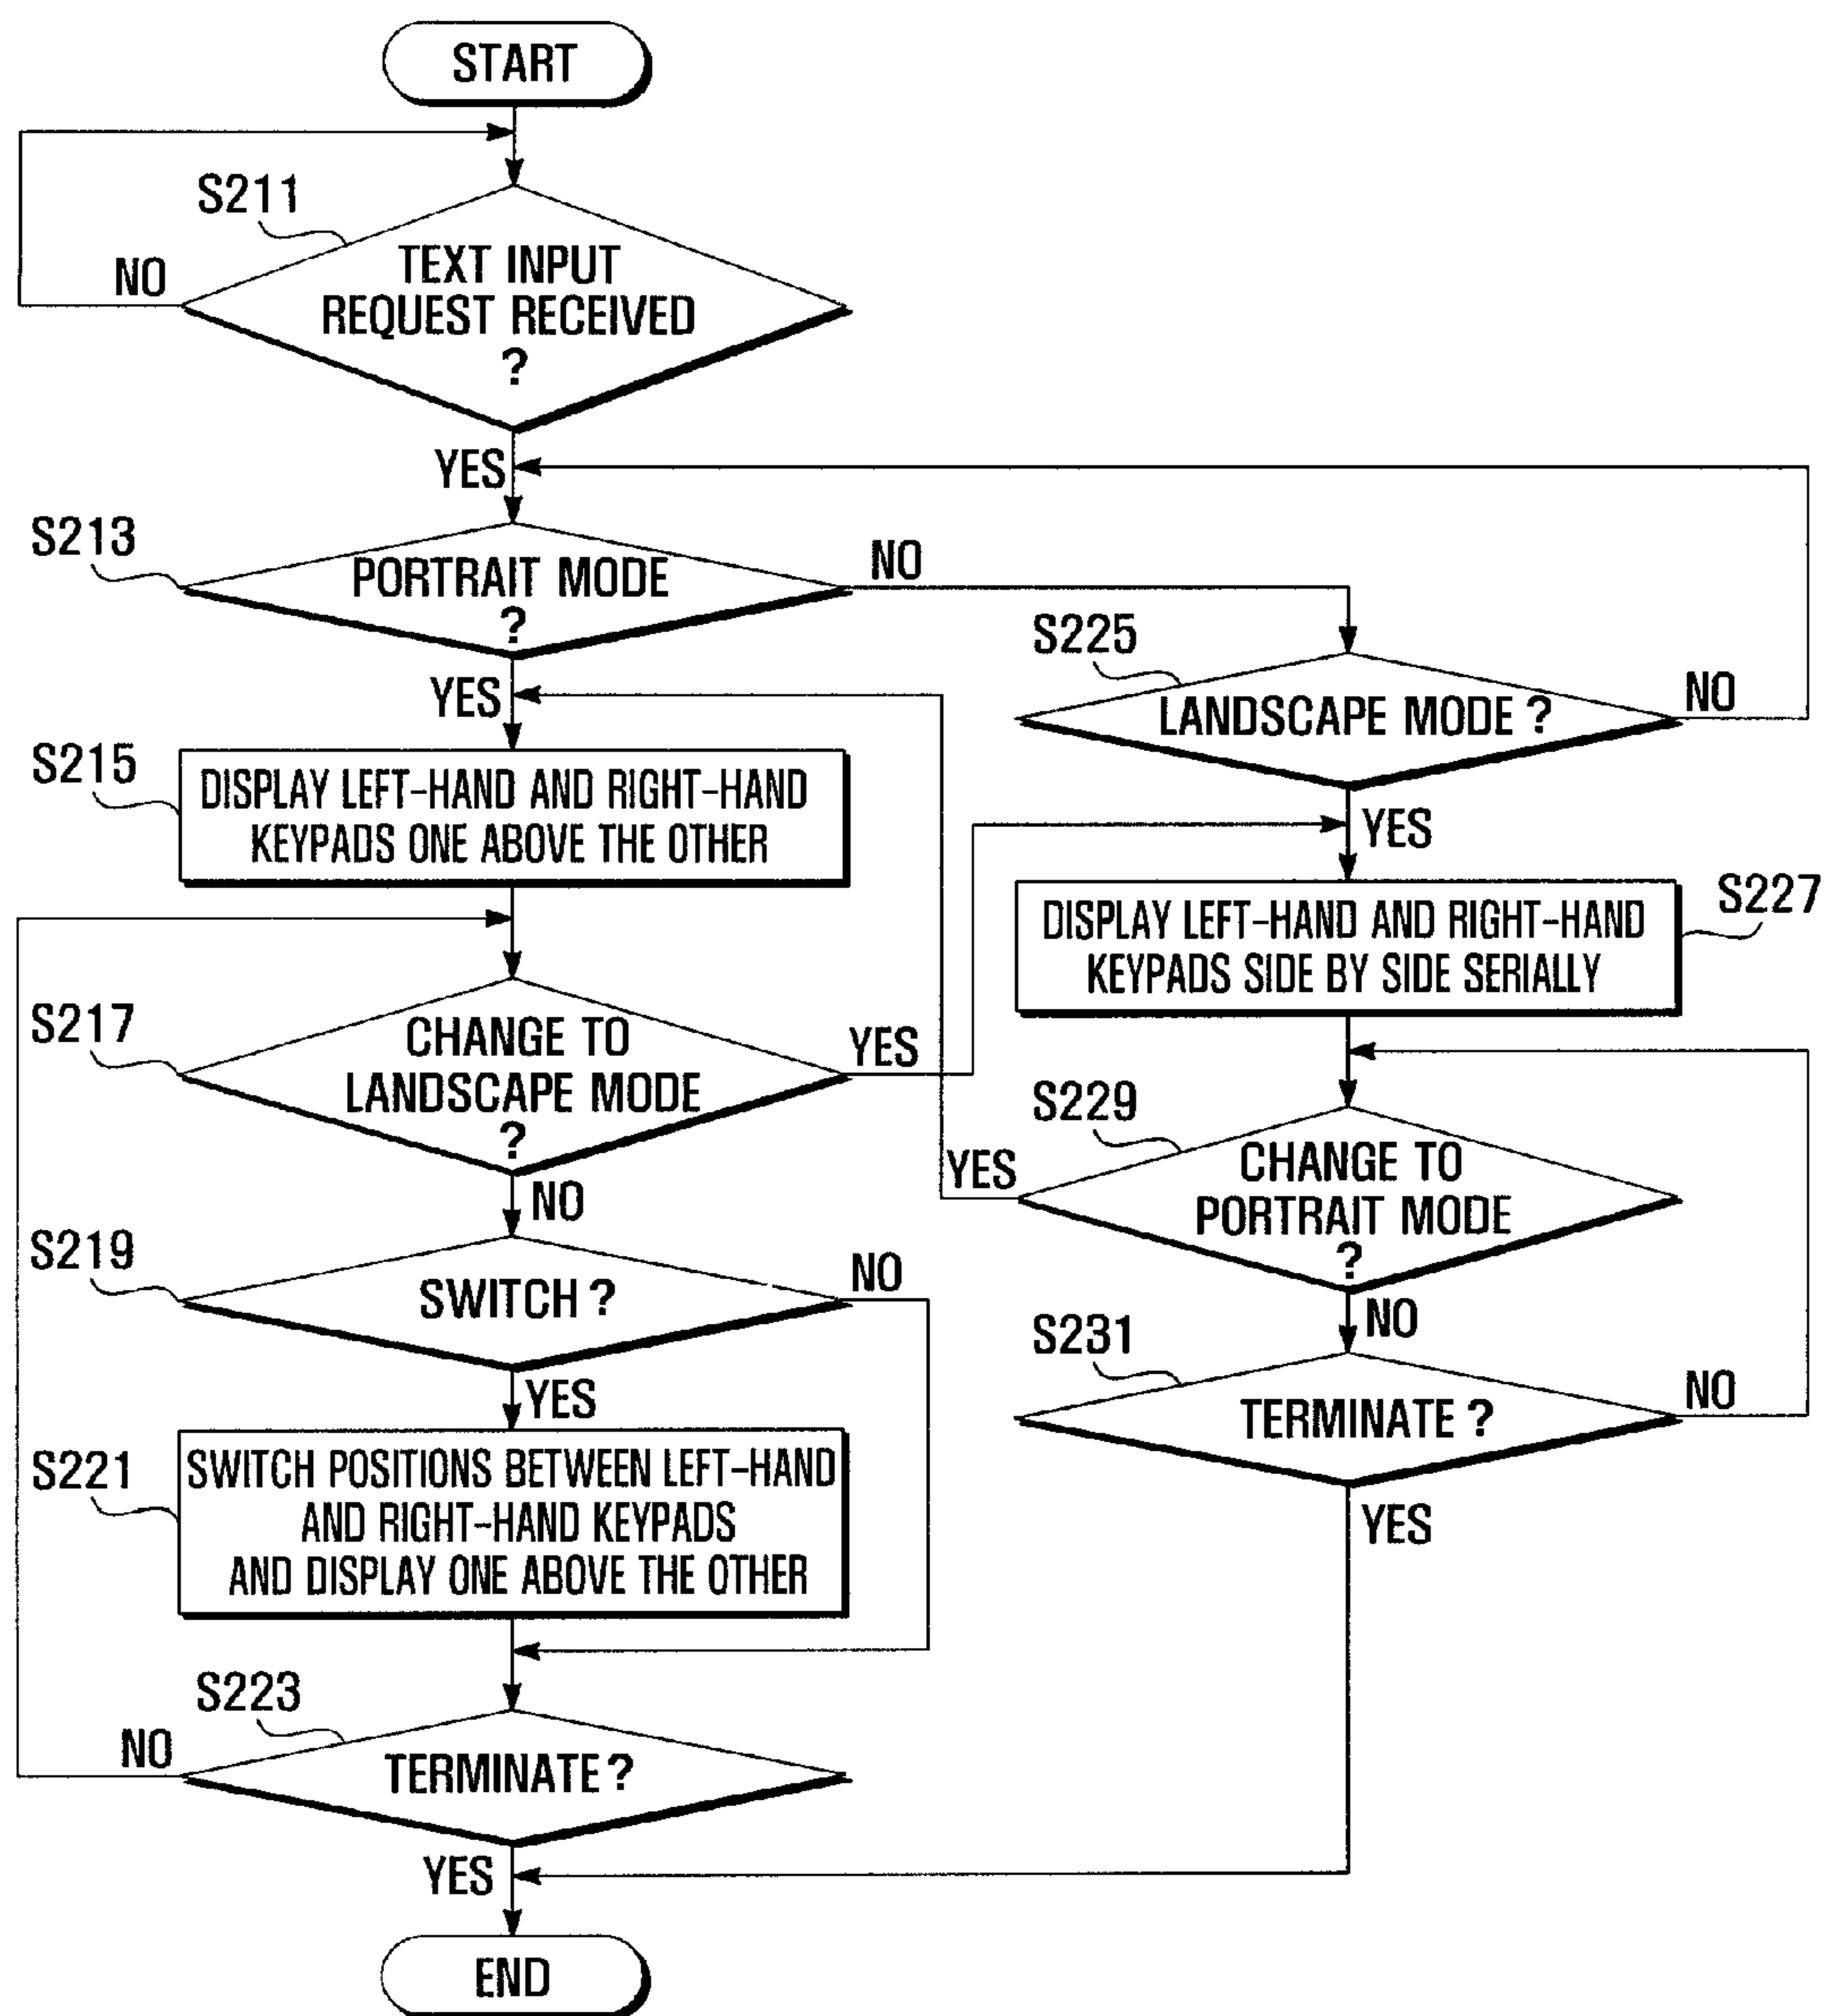 START
S211
NO
TEXT INPUT
REQUEST RECEIVED
?
YES
S213
PORTRAIT MODE
?
NO
YES
S225
LANDSCAPE MODE ?
NO
YES
S215
DISPLAY LEFT-HAND AND RIGHT-HAND
KEYPADS ONE ABOVE THE OTHER
S227
DISPLAY LEFT-HAND AND RIGHT-HAND
KEYPADS SIDE BY SIDE SERIALLY
S217
CHANGE TO
LANDSCAPE MODE
?
YES
NO
S229
CHANGE TO
PORTRAIT MODE
?
YES
NO
S219
SWITCH ?
NO
YES
S231
TERMINATE ?
NO
YES
S221
SWITCH POSITIONS BETWEEN LEFT-HAND
AND RIGHT-HAND KEYPADS
AND DISPLAY ONE ABOVE THE OTHER
S223
NO
TERMINATE ?
YES
END